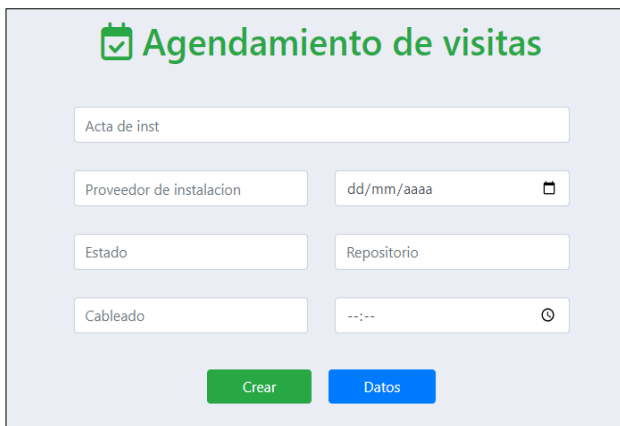 Agendamiento de visitas
Acta de inst
Proveedor de instalacion dd/mm/aaaa
Estado Repositorio
Cableado --:--
Crear Datos